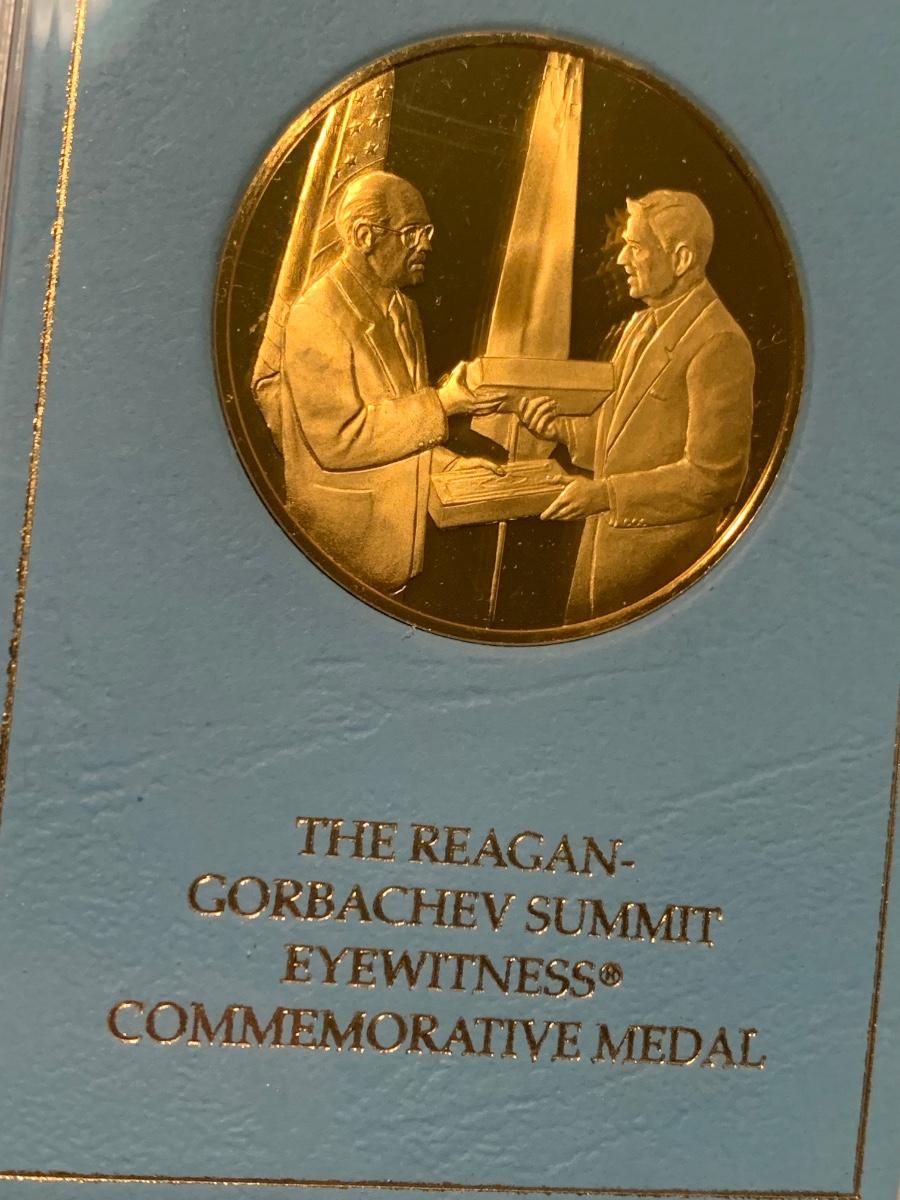 THE REAGAN-
GORBACHEV SUMMIT
EYEWITNESS®
COMMEMORATIVE MEDAL